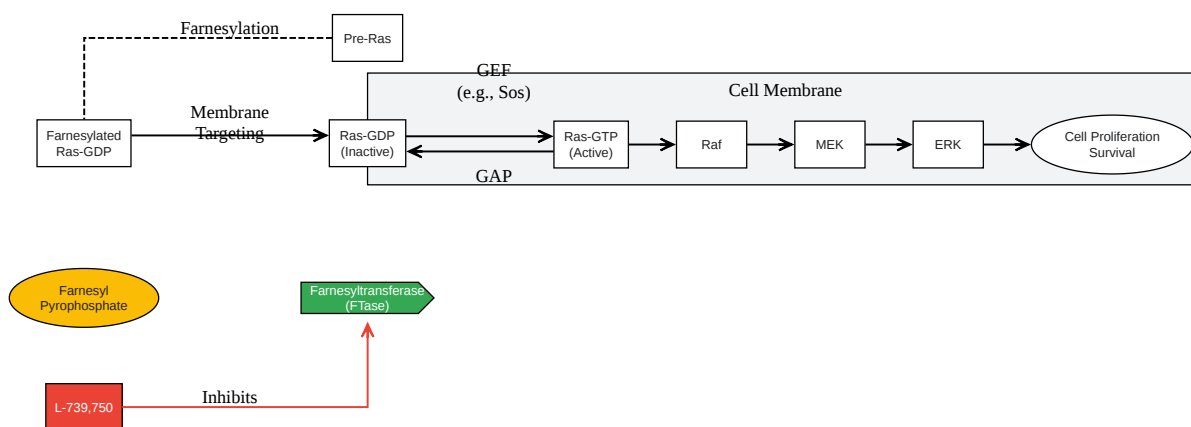 Farnesylation
Pre-Ras
GEF
(e.g., Sos)
Cell Membrane
Membrane
Targeting
Farnesylated
Ras-GDP
Ras-GDP
(Inactive)
Ras-GTP
(Active)
Raf
MEK
ERK
Cell Proliferation
Survival
GAP
Farnesyl
Pyrophosphate
Farnesyltransferase
(FTase)
Inhibits
L-739,750